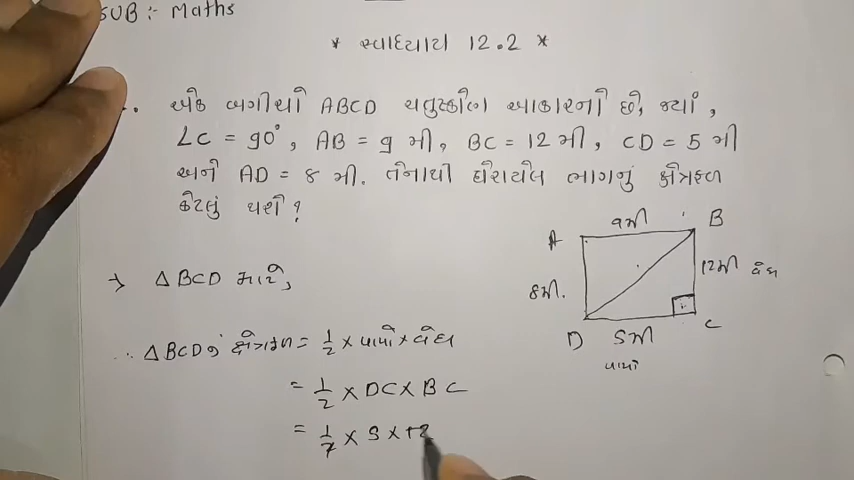 SUB :- Maths
* સ્વાધ્યાય 12.2 *
એક બગીચો ABCD ચતુષ્કોણ આકારનો છે, જ્યાં,
∠C = 90°, AB = 9 મી, BC = 12 મી, CD = 5 મી
અને AD = 8 મી. તેનાથી ઘેરાયેલ ભાગનું ક્ષેત્રફળ
કેટલું થશે?
9મી B
A
→ △BCD માટે,
12મી વેધ
8મી.
D 5મી C
પાયો
∴ △BCDનું ક્ષેત્રફળ = 1/2 × પાયો × વેધ
= 1/2 × DC × BC
= 1/2 × 5 × 12